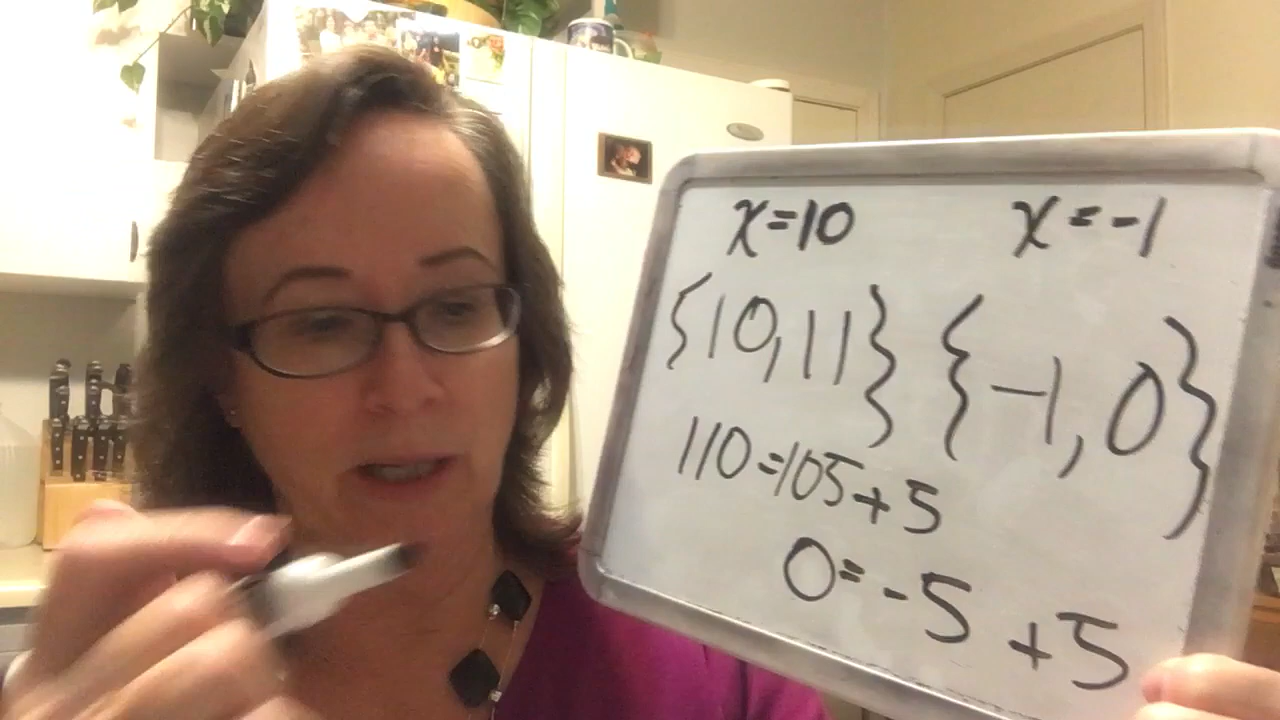 x=10 x=-1
{10,11} {-1,0}
110=105+5
0=-5+5